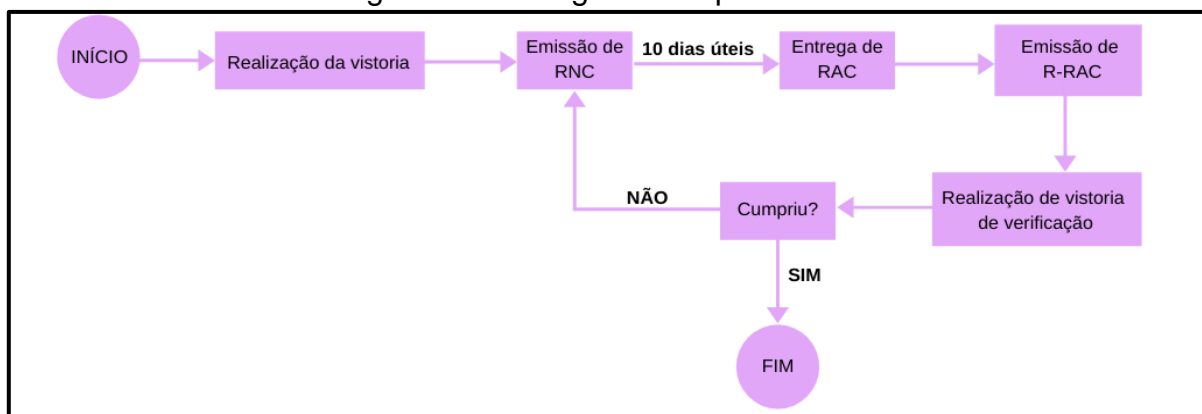 INÍCIO
Realização da vistoria
Emissão de
RNC
10 dias úteis
Entrega de
RAC
Emissão de
R-RAC
Realização de vistoria
de verificação
Cumpriu?
NÃO
SIM
FIM